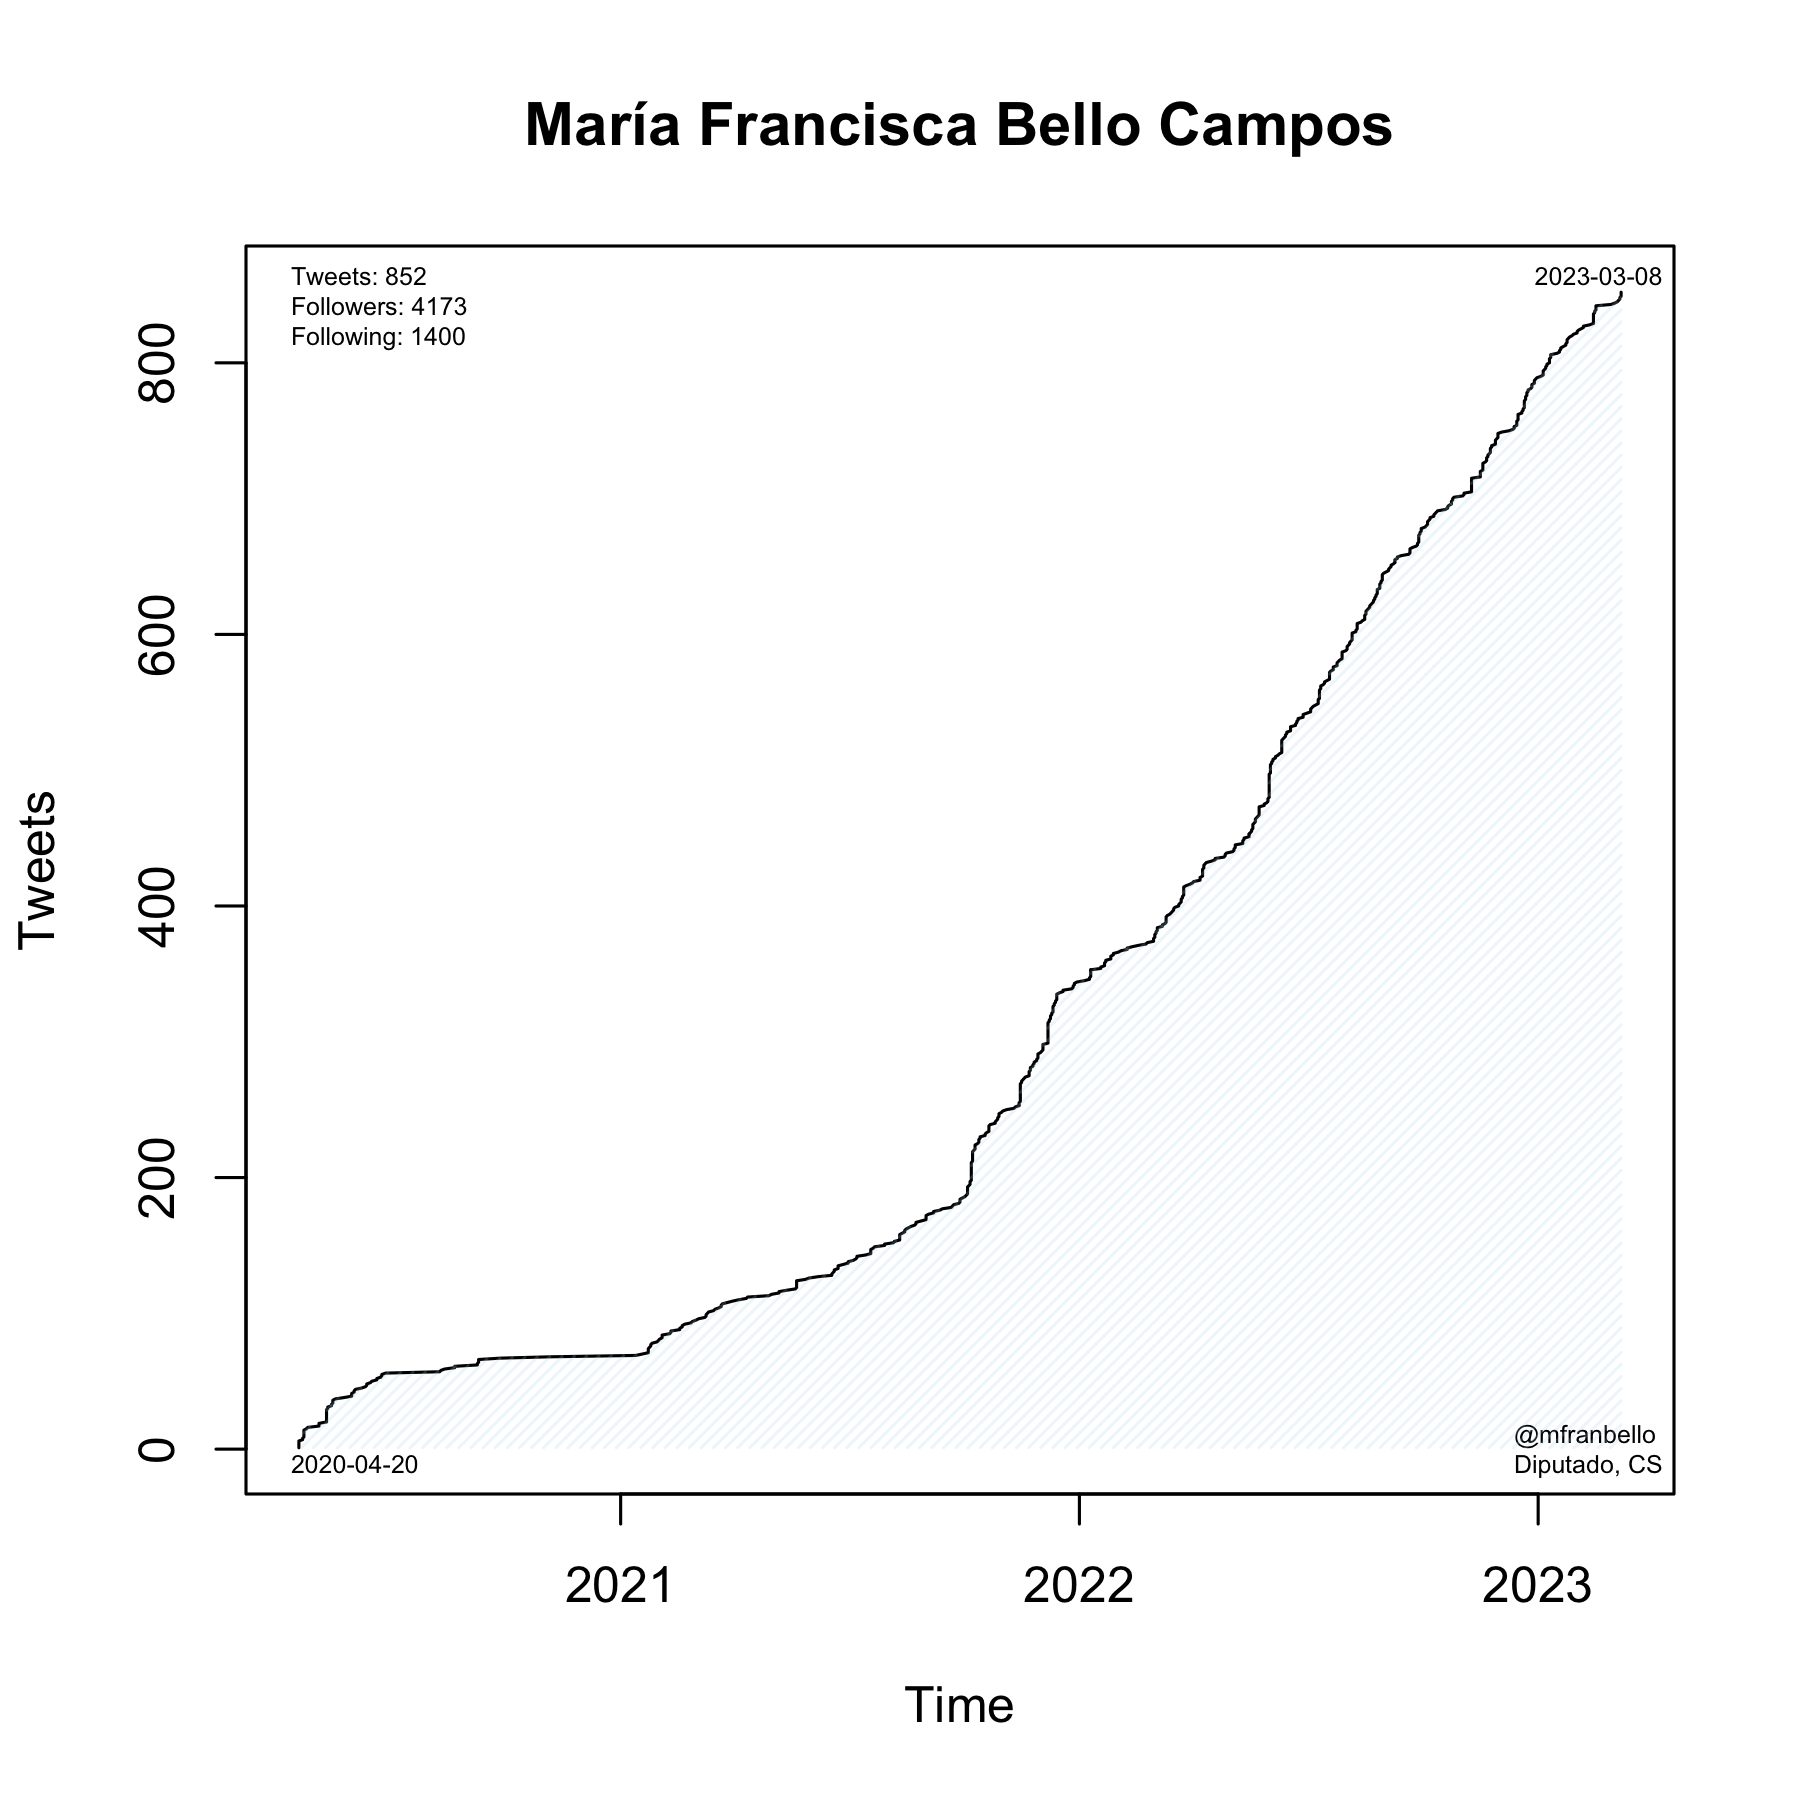 María Francisca Bello Campos
Tweets: 852
Followers: 4173
Following: 1400
2023-03-08
800
600
400
200
0
Tweets
@mfranbello
Diputado, CS
2020-04-20
2021
2022
2023
Time